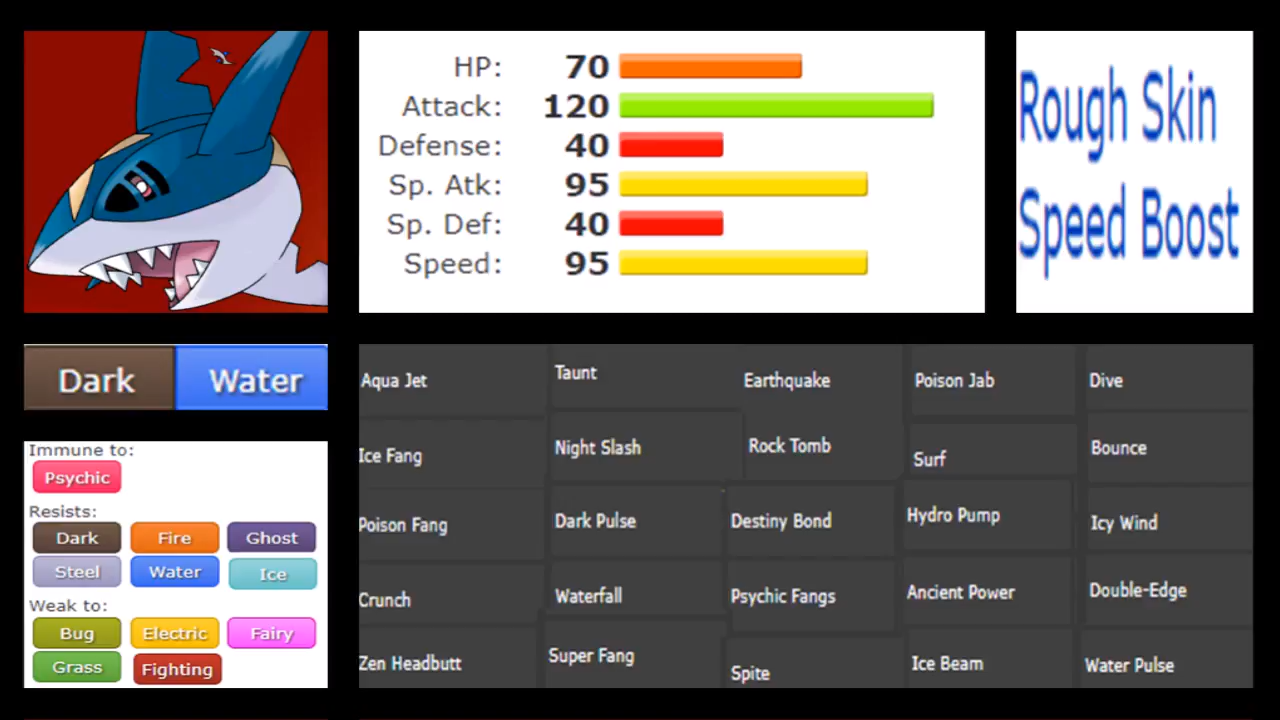 HP: 70
Attack: 120
Defense: 40
Sp. Atk: 95
Sp. Def: 40
Speed: 95
Rough Skin
Speed Boost
Dark Water
Immune to:
Psychic
Resists:
Dark Fire Ghost
Steel Water Ice
Weak to:
Bug Electric Fairy
Grass Fighting
Aqua Jet Taunt Earthquake Poison Jab Dive
Ice Fang Night Slash Rock Tomb Surf Bounce
Poison Fang Dark Pulse Destiny Bond Hydro Pump Icy Wind
Crunch Waterfall Psychic Fangs Ancient Power Double-Edge
Zen Headbutt Super Fang Spite Ice Beam Water Pulse